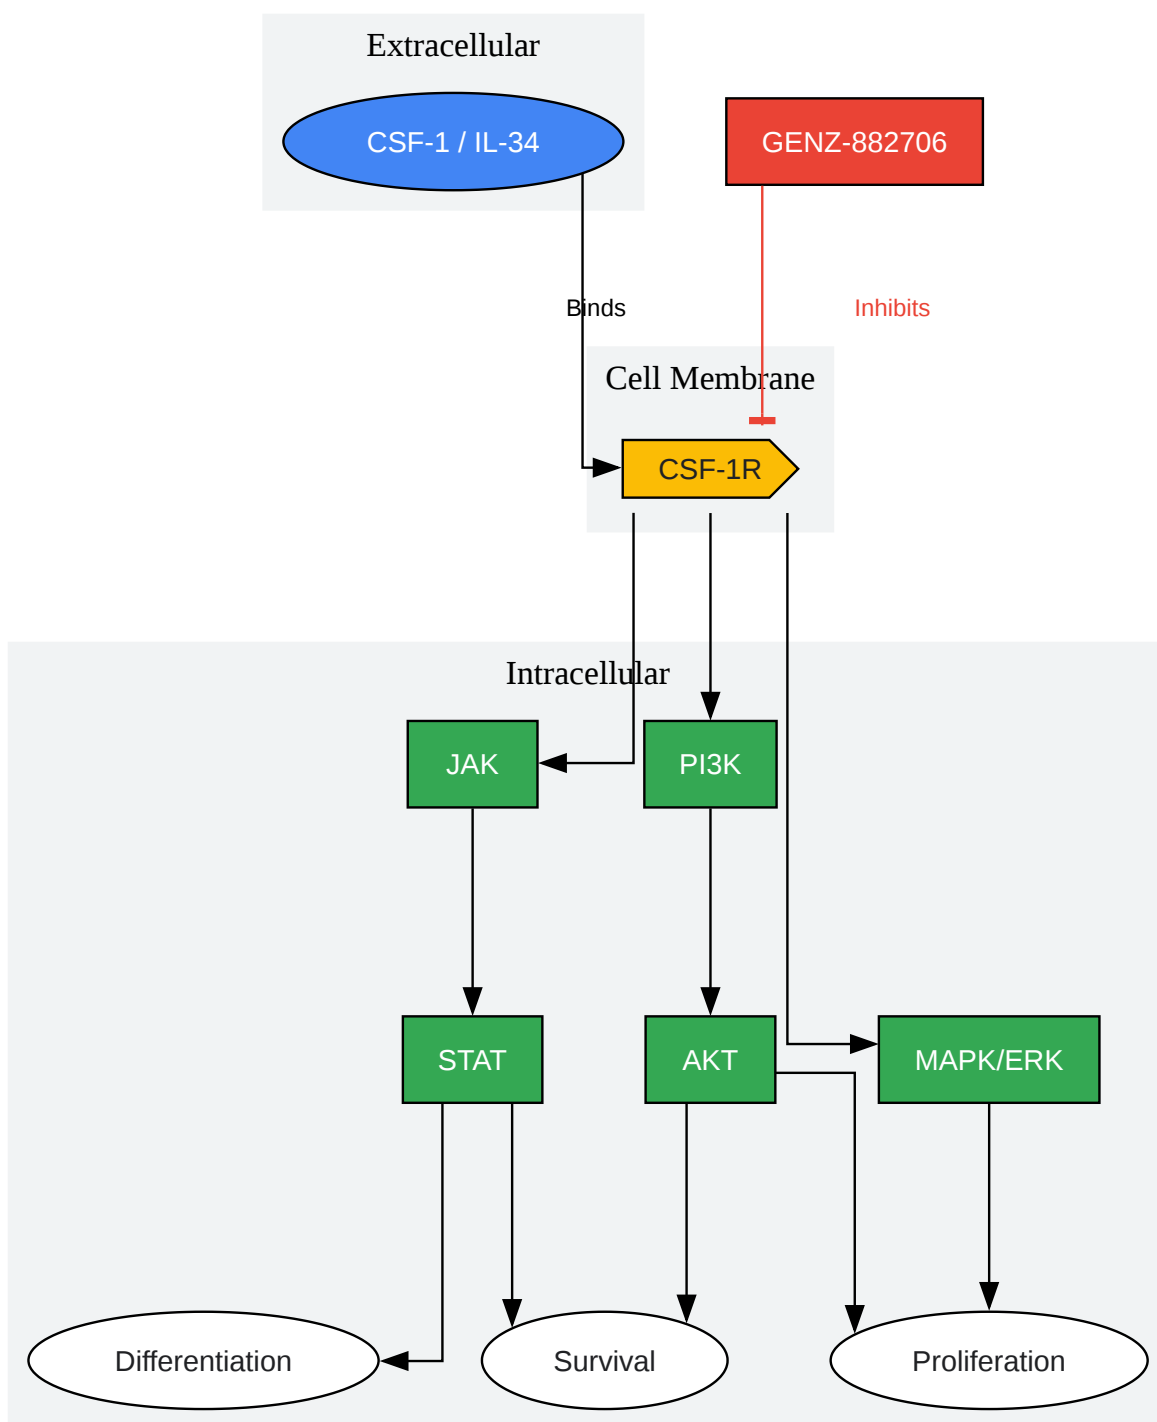 Extracellular
CSF-1 / IL-34
GENZ-882706
Binds
Inhibits
Cell Membrane
CSF-1R
Intracellular
JAK
PI3K
STAT
AKT
MAPK/ERK
Differentiation
Survival
Proliferation